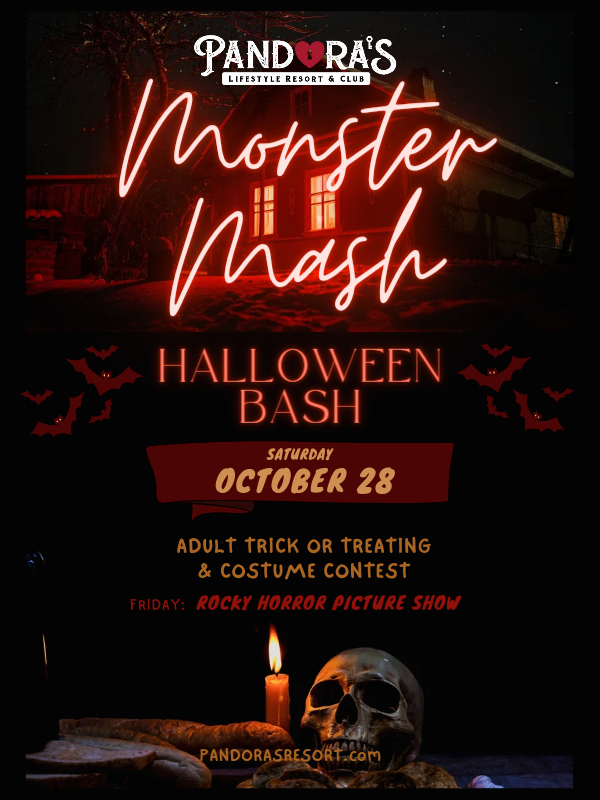 PANDORA'S
LIFESTYLE RESORT & CLUB
Monster
Mash
HALLOWEEN
BASH
SATURDAY
OCTOBER 28
ADULT TRICK OR TREATING
& COSTUME CONTEST
FRIDAY: ROCKY HORROR PICTURE SHOW
PANDORASRESORT.com